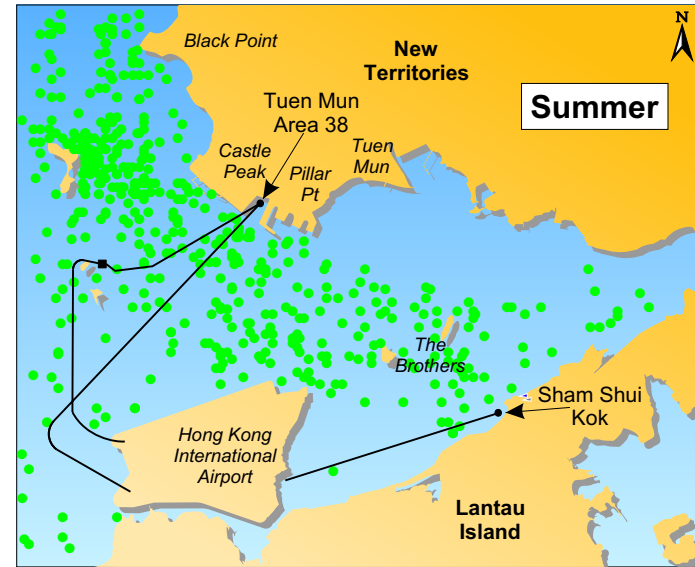 N
Black Point
New
Territories
Summer
Tuen Mun
Area 38
Castle
Peak
Pillar
Pt
Tuen
Mun
The
Brothers
Sham Shui
Kok
Hong Kong
International
Airport
Lantau
Island